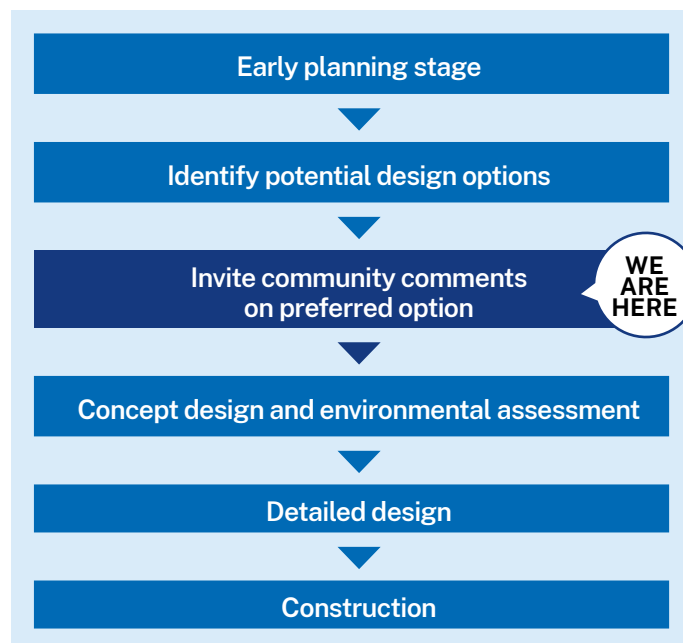 Early planning stage
Identify potential design options
Invite community comments
on preferred option
WE
ARE
HERE
Concept design and environmental assessment
Detailed design
Construction